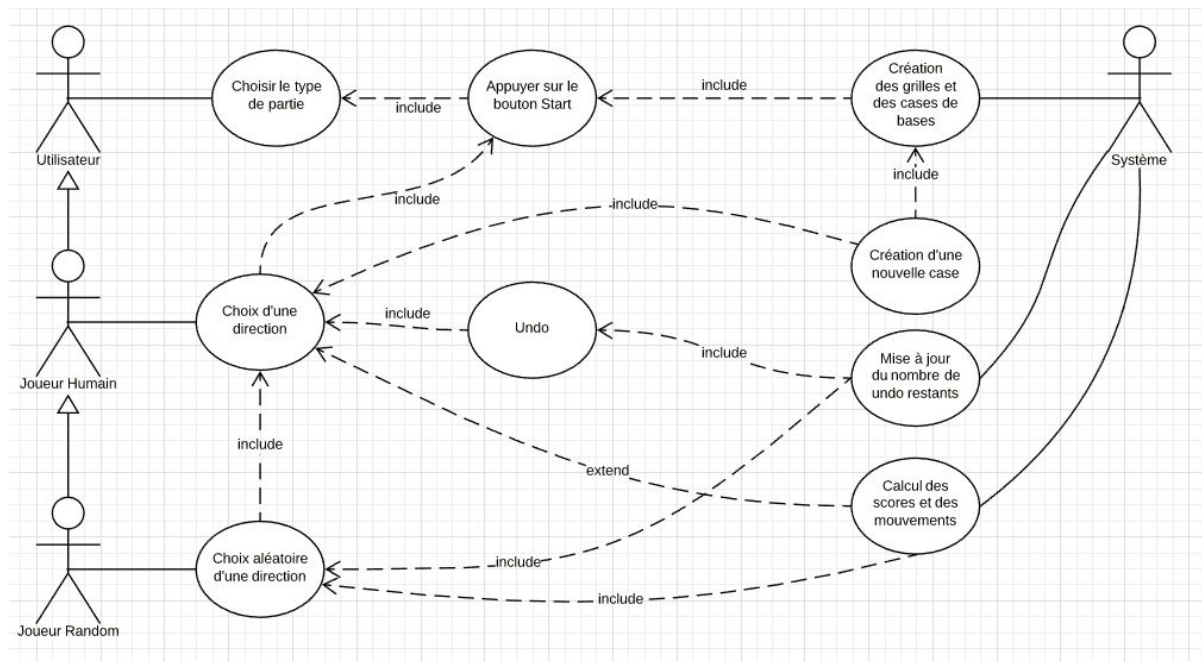 Choisir le type
de partie
include
Appuyer sur le
bouton Start
include
Création
des grilles et
des cases de
bases
Utilisateur
Système
include
include
include
Création d'une
nouvelle case
Choix d'une
direction
include
Undo
include
Mise à jour
du nombre de
undo restants
Joueur Humain
include
extend
Calcul des
scores et des
mouvements
Choix aléatoire
d'une direction
include
include
Joueur Random